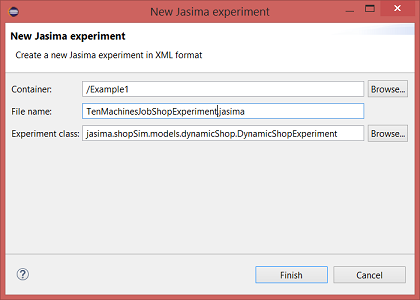 New Jasima experiment
New Jasima experiment
Create a new Jasima experiment in XML format
Container: /Example1 Browse...
File name: TenMachinesJobShopExperiment.jasima
Experiment class: jasima.shopSim.models.dynamicShop.DynamicShopExperiment Browse...
? Finish Cancel